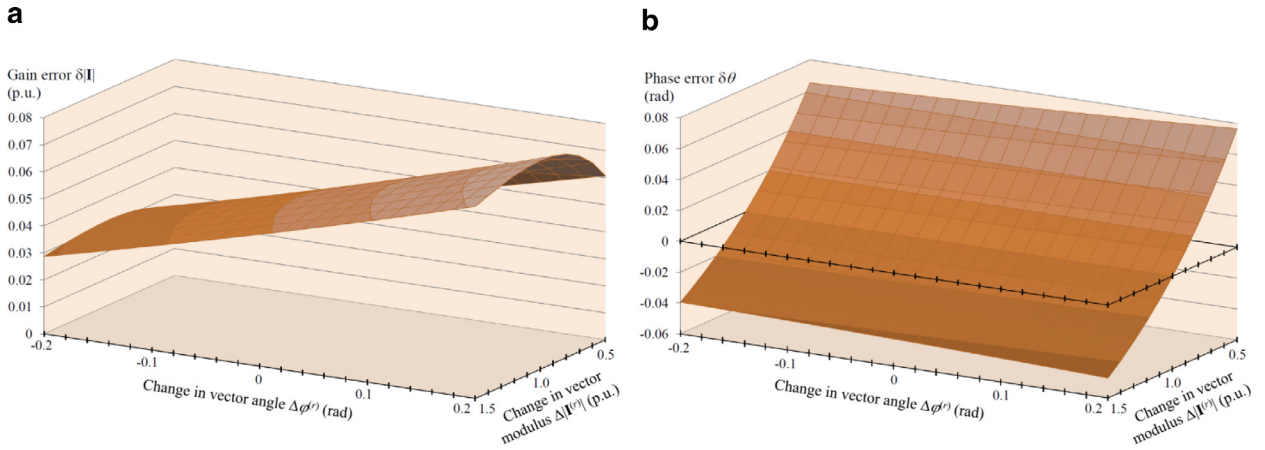 a
Gain error δ|I|
(p.u.)
0.08
0.07
0.06
0.05
0.04
0.03
0.02
0.01
0
-0.2
-0.1
0
0.1
0.2
1.5
1.0
0.5
Change in vector angle Δφ(r) (rad)
Change in vector
modulus Δ|I(r)| (p.u.)
b
Phase error δθ
(rad)
0.08
0.06
0.04
0.02
0
-0.02
-0.04
-0.06
-0.2
-0.1
0
0.1
0.2
1.5
1.0
0.5
Change in vector angle Δφ(r) (rad)
Change in vector
modulus Δ|I(r)| (p.u.)